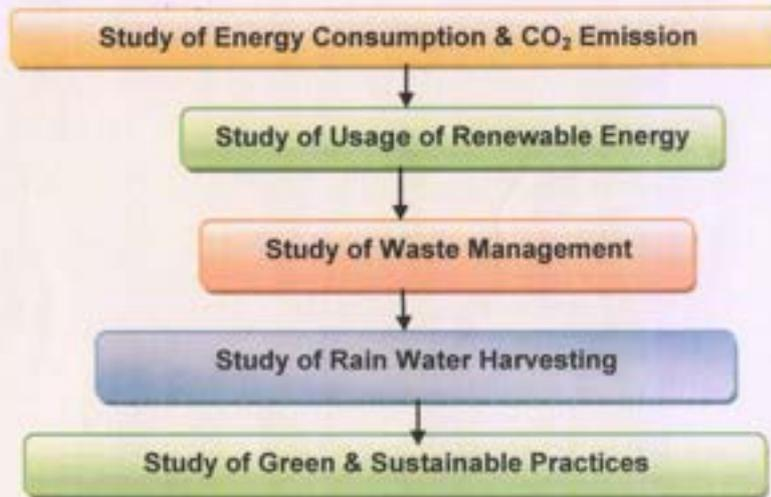 Study of Energy Consumption & CO₂ Emission
Study of Usage of Renewable Energy
Study of Waste Management
Study of Rain Water Harvesting
Study of Green & Sustainable Practices